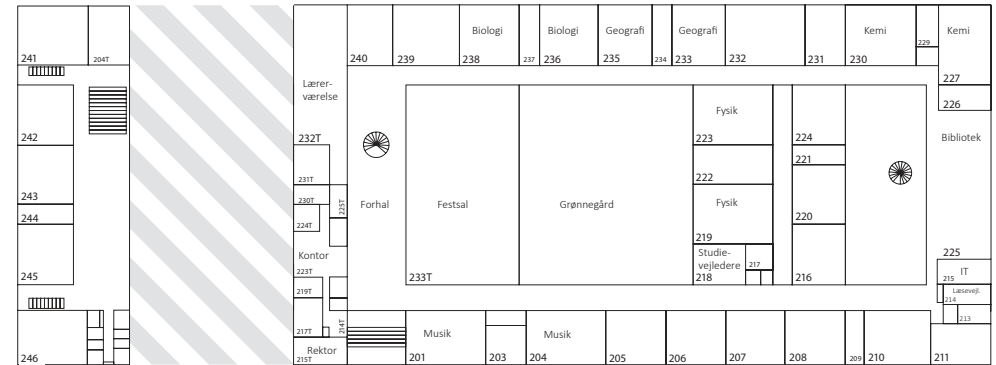 241
204T
242
243
244
245
246
Lærer-
værelse
232T
231T
230T
224T
225T
Kontor
223T
219T
217T
214T
Rektor
215T
240
239
Biologi
238
237
Biologi
236
Geografi
235
234
Geografi
233
232
231
Kemi
230
229
Kemi
227
226
Bibliotek
225
IT
215
Læsevejl.
214
213
Forhal
Festsal
233T
Grønnegård
Fysik
223
222
Fysik
219
Studie-
vejledere
218
217
224
221
220
216
Musik
201
203
Musik
204
205
206
207
208
209
210
211